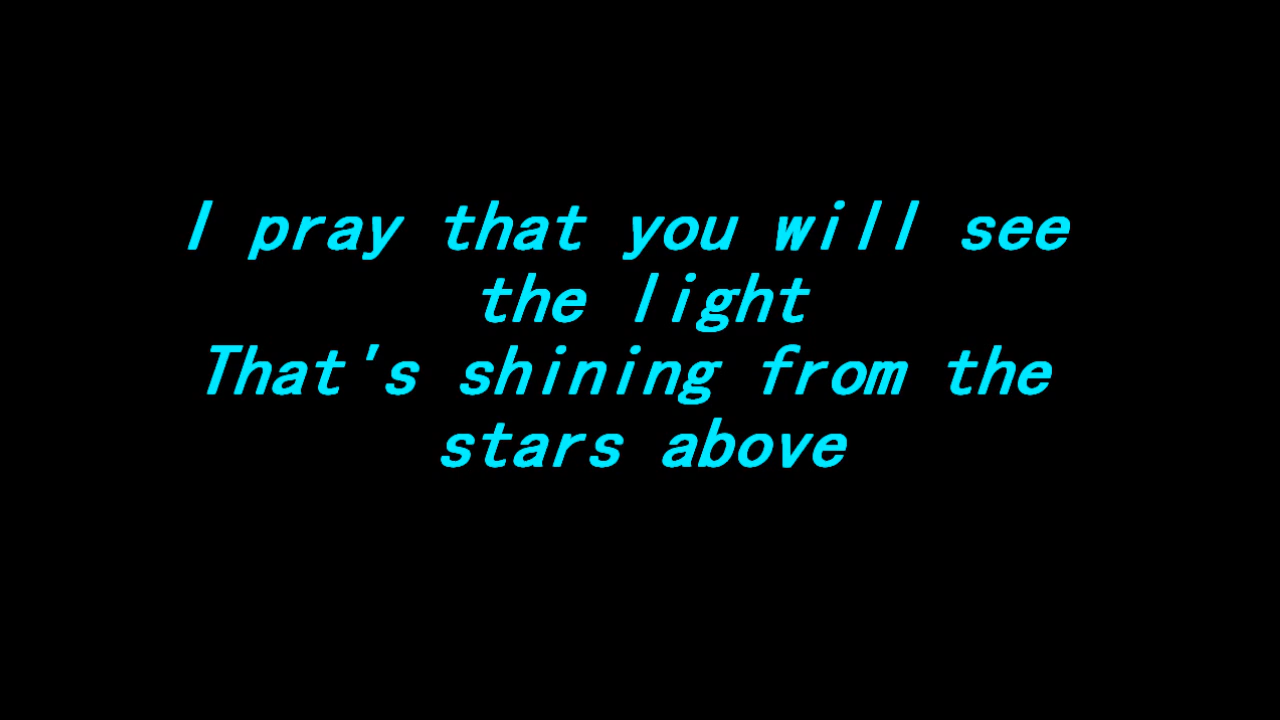 I pray that you will see
the light
That's shining from the
stars above